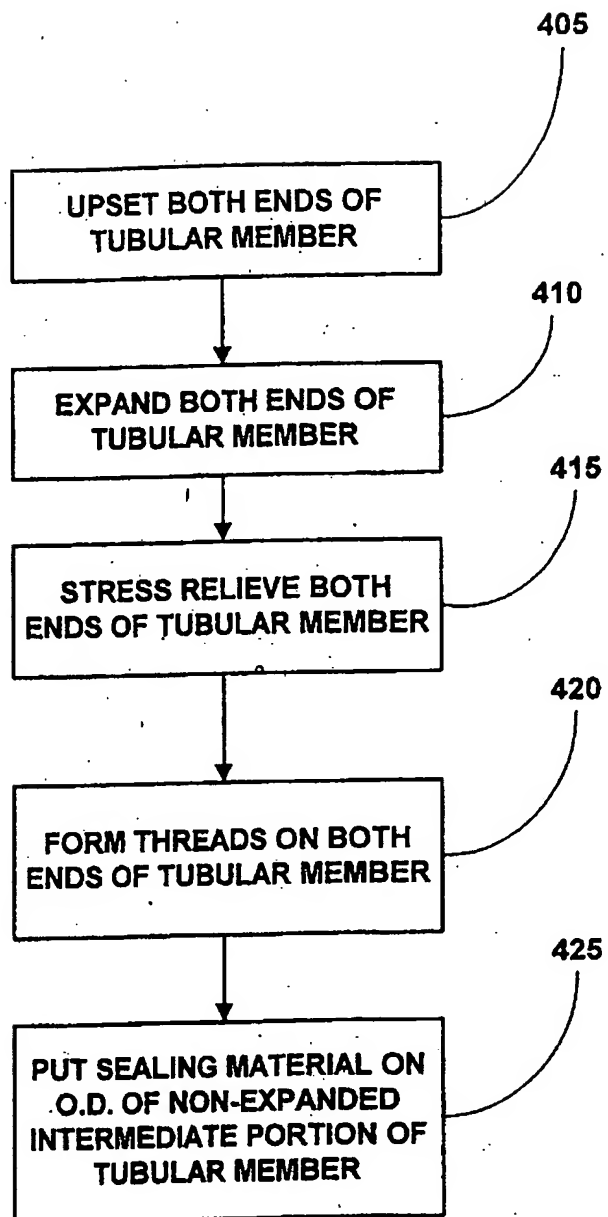 405
UPSET BOTH ENDS OF
TUBULAR MEMBER
410
EXPAND BOTH ENDS OF
TUBULAR MEMBER
415
STRESS RELIEVE BOTH
ENDS OF TUBULAR MEMBER
420
FORM THREADS ON BOTH
ENDS OF TUBULAR MEMBER
425
PUT SEALING MATERIAL ON
O.D. OF NON-EXPANDED
INTERMEDIATE PORTION OF
TUBULAR MEMBER